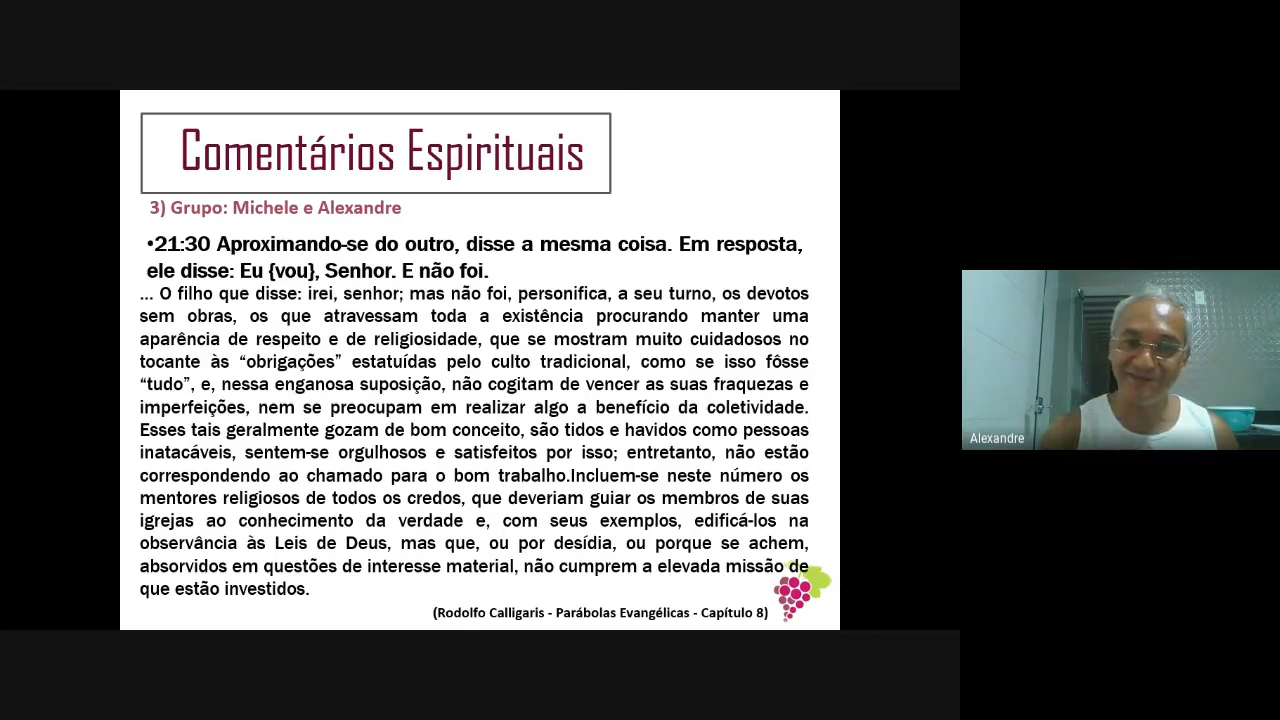 Comentários Espirituais
3) Grupo: Michele e Alexandre
•21:30 Aproximando-se do outro, disse a mesma coisa. Em resposta,
ele disse: Eu {vou}, Senhor. E não foi.
... O filho que disse: irei, senhor; mas não foi, personifica, a seu turno, os devotos
sem obras, os que atravessam toda a existência procurando manter uma
aparência de respeito e de religiosidade, que se mostram muito cuidadosos no
tocante às “obrigações” estatuídas pelo culto tradicional, como se isso fôsse
“tudo”, e, nessa enganosa suposição, não cogitam de vencer as suas fraquezas e
imperfeições, nem se preocupam em realizar algo a benefício da coletividade.
Esses tais geralmente gozam de bom conceito, são tidos e havidos como pessoas
inatacáveis, sentem-se orgulhosos e satisfeitos por isso; entretanto, não estão
correspondendo ao chamado para o bom trabalho.Incluem-se neste número os
mentores religiosos de todos os credos, que deveriam guiar os membros de suas
igrejas ao conhecimento da verdade e, com seus exemplos, edificá-los na
observância às Leis de Deus, mas que, ou por desídia, ou porque se achem,
absorvidos em questões de interesse material, não cumprem a elevada missão de
que estão investidos.
(Rodolfo Calligaris - Parábolas Evangélicas - Capítulo 8)
Alexandre